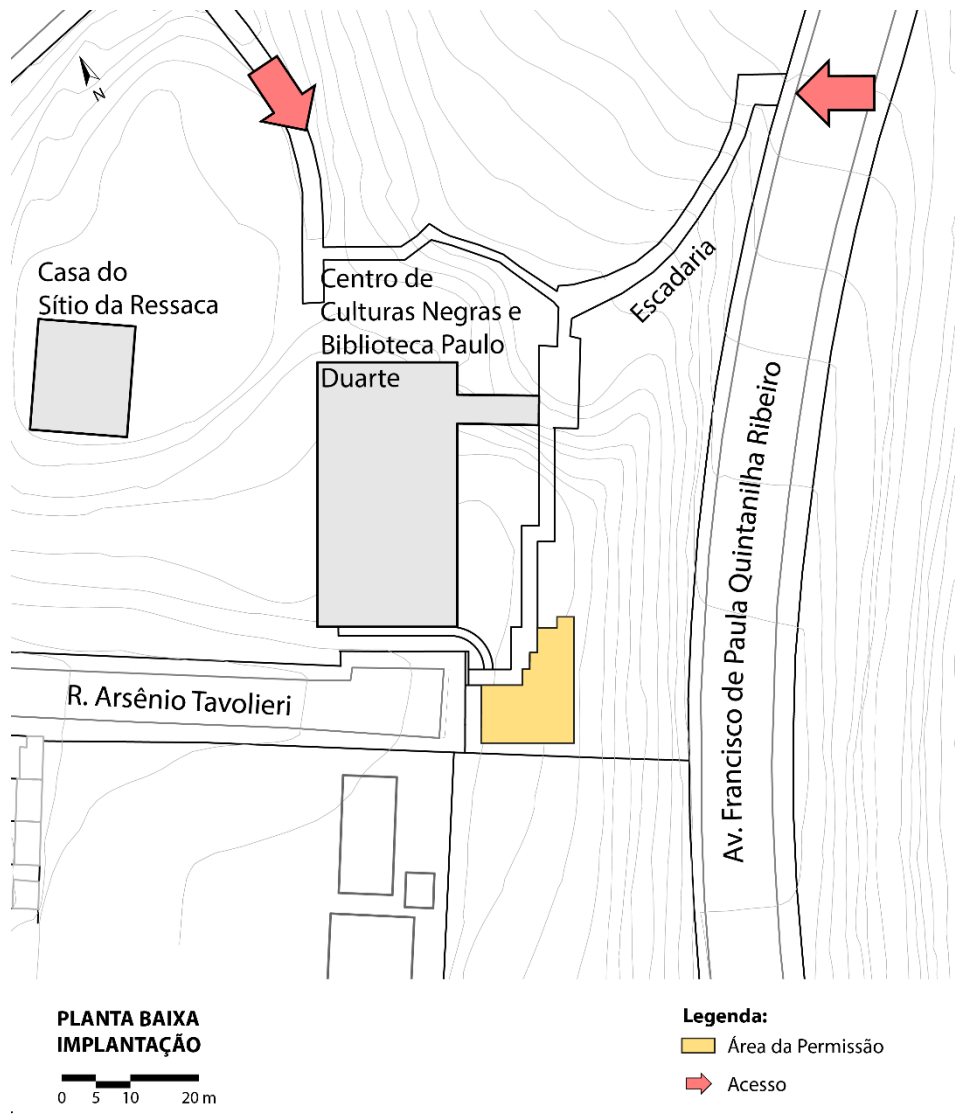 N
Casa do
Sítio da Ressaca
Centro de
Culturas Negras e
Biblioteca Paulo
Duarte
Escadaria
Av. Francisco de Paula Quintanilha Ribeiro
R. Arsênio Tavolieri
PLANTA BAIXA
IMPLANTAÇÃO
0 5 10 20 m
Legenda:
Área da Permissão
Acesso